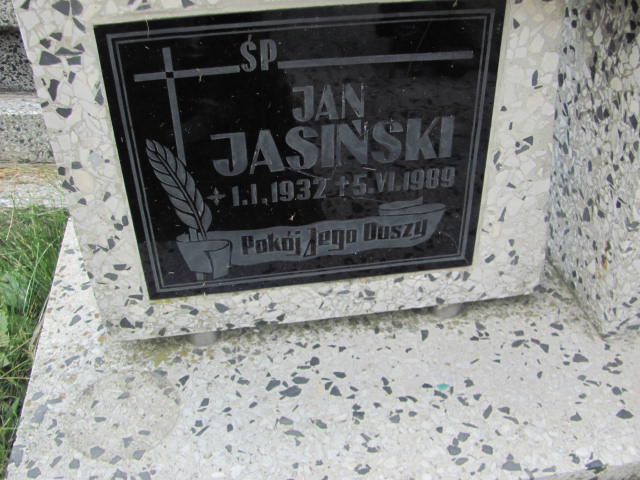 ŚP
JAN
JASIŃSKI
+ 1.I.1932 † 5.VI.1989
Pokój Jego Duszy